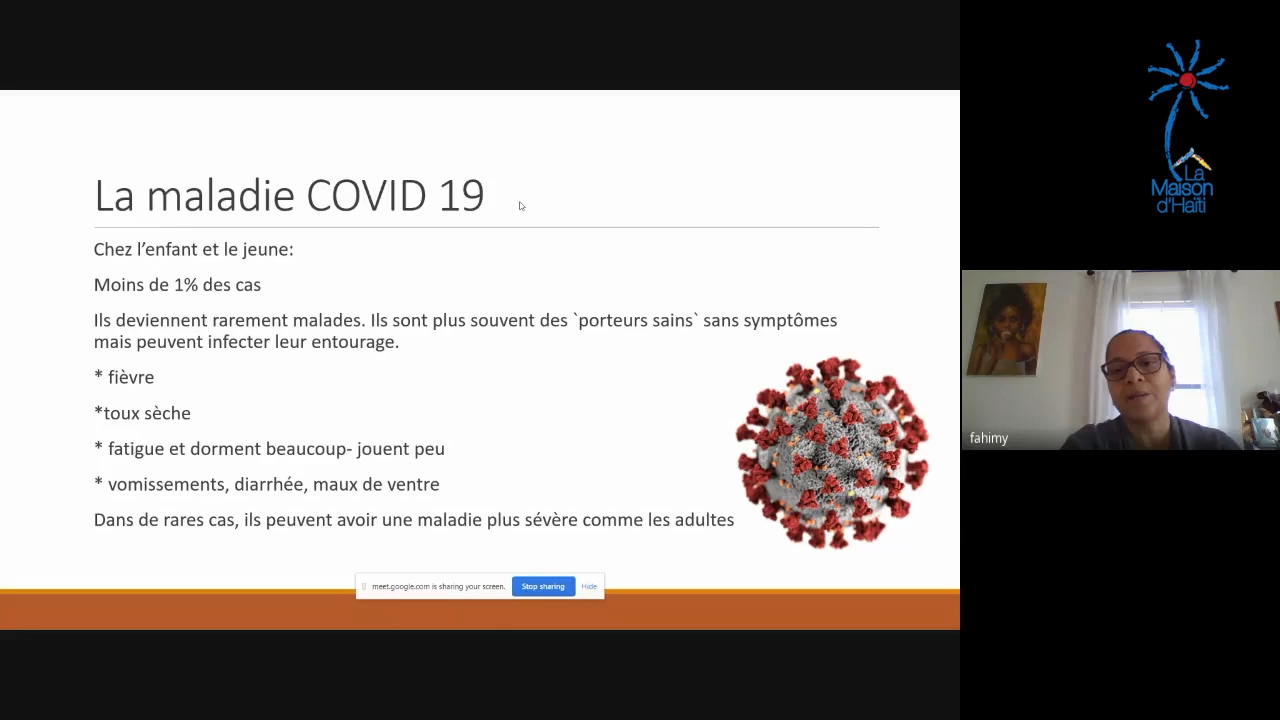 La maladie COVID 19
Chez l’enfant et le jeune:
Moins de 1% des cas
Ils deviennent rarement malades. Ils sont plus souvent des `porteurs sains` sans symptômes
mais peuvent infecter leur entourage.
* fièvre
*toux sèche
* fatigue et dorment beaucoup- jouent peu
* vomissements, diarrhée, maux de ventre
Dans de rares cas, ils peuvent avoir une maladie plus sévère comme les adultes
meet.google.com is sharing your screen. Stop sharing Hide
La
Maison
d'Haïti
fahimy